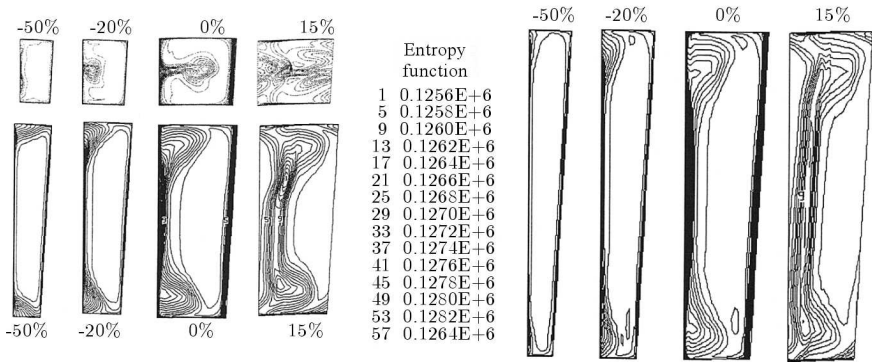 -50% -20% 0% 15%
-50% -20% 0% 15%
Entropy
function
1 0.1256E+6
5 0.1258E+6
9 0.1260E+6
13 0.1262E+6
17 0.1264E+6
21 0.1266E+6
25 0.1268E+6
29 0.1270E+6
33 0.1272E+6
37 0.1274E+6
41 0.1276E+6
45 0.1278E+6
49 0.1280E+6
53 0.1282E+6
57 0.1264E+6
-50% -20% 0% 15%